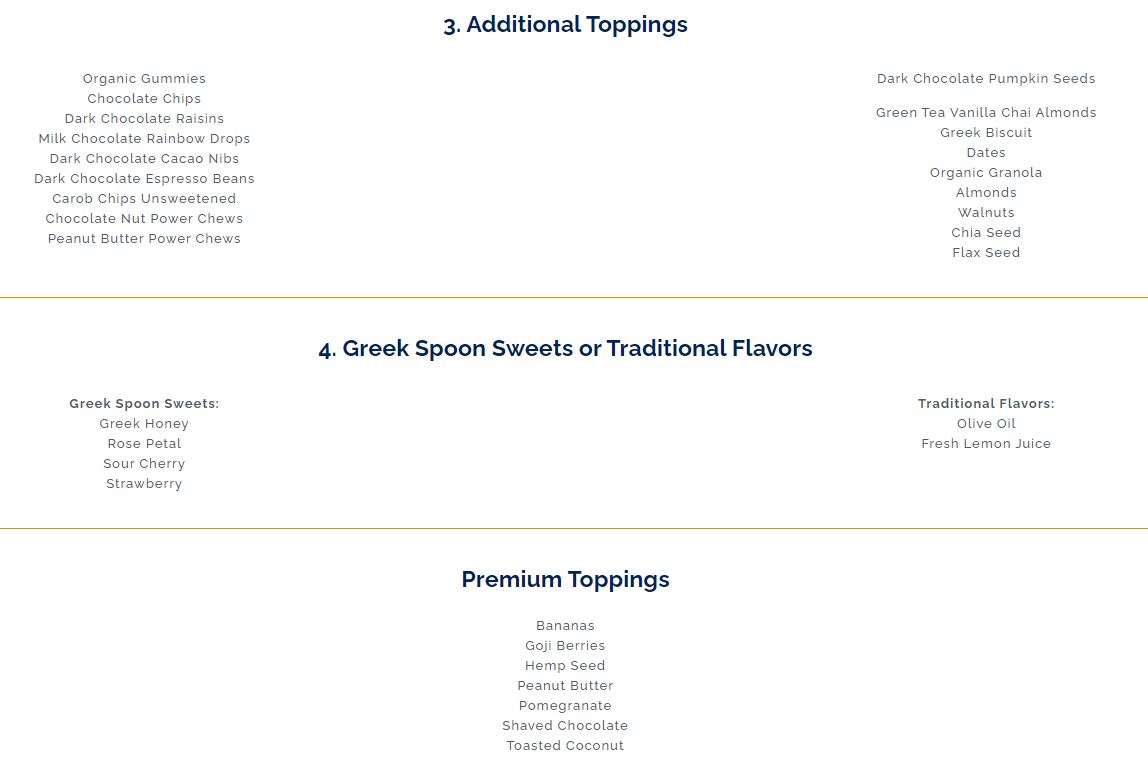 3. Additional Toppings
Organic Gummies
Chocolate Chips
Dark Chocolate Raisins
Milk Chocolate Rainbow Drops
Dark Chocolate Cacao Nibs
Dark Chocolate Espresso Beans
Carob Chips Unsweetened
Chocolate Nut Power Chews
Peanut Butter Power Chews
Dark Chocolate Pumpkin Seeds
Green Tea Vanilla Chai Almonds
Greek Biscuit
Dates
Organic Granola
Almonds
Walnuts
Chia Seed
Flax Seed
4. Greek Spoon Sweets or Traditional Flavors
Greek Spoon Sweets:
Greek Honey
Rose Petal
Sour Cherry
Strawberry
Traditional Flavors:
Olive Oil
Fresh Lemon Juice
Premium Toppings
Bananas
Goji Berries
Hemp Seed
Peanut Butter
Pomegranate
Shaved Chocolate
Toasted Coconut